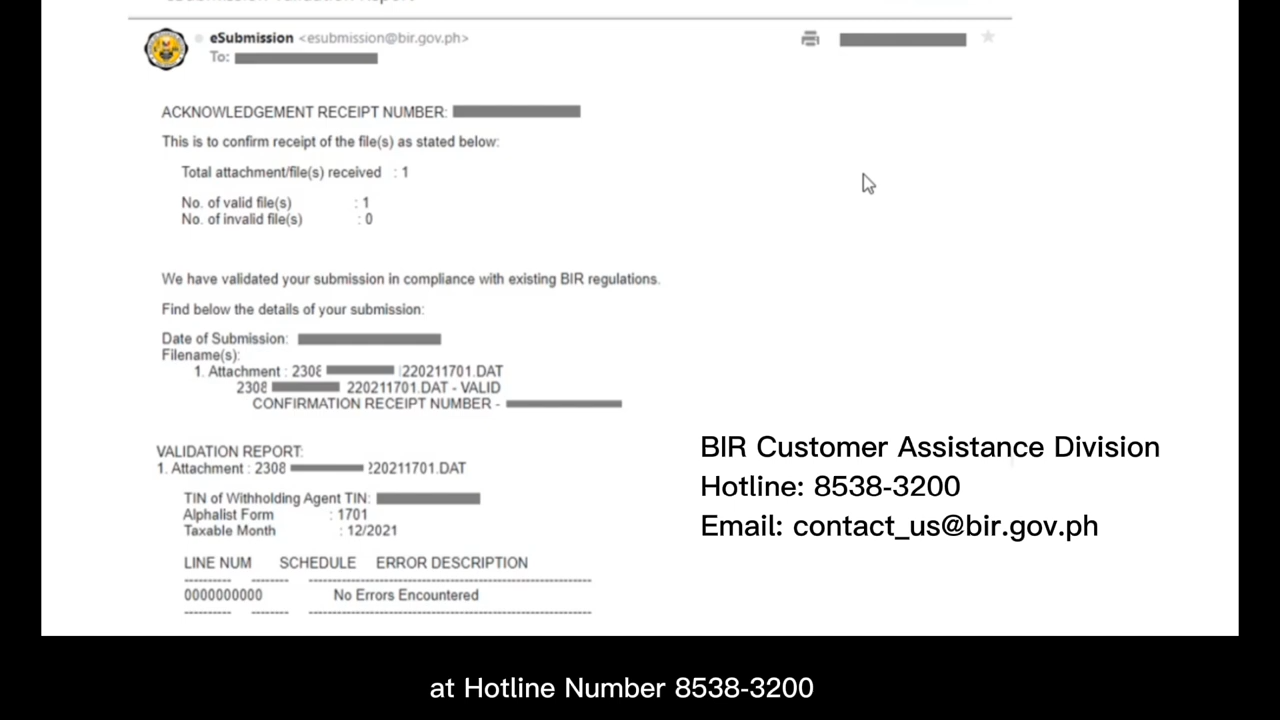 eSubmission <esubmission@bir.gov.ph>
To:
ACKNOWLEDGEMENT RECEIPT NUMBER:
This is to confirm receipt of the file(s) as stated below:
Total attachment/file(s) received : 1
No. of valid file(s) : 1
No. of invalid file(s) : 0
We have validated your submission in compliance with existing BIR regulations.
Find below the details of your submission:
Date of Submission:
Filename(s):
1. Attachment : 2308 220211701.DAT
2308 220211701.DAT - VALID
CONFIRMATION RECEIPT NUMBER -
VALIDATION REPORT:
1. Attachment : 2308 220211701.DAT
TIN of Withholding Agent TIN:
Alphalist Form : 1701
Taxable Month : 12/2021
LINE NUM SCHEDULE ERROR DESCRIPTION
---------- ------- ------------------------------------------------------
0000000000 No Errors Encountered
---------- ------- ------------------------------------------------------
BIR Customer Assistance Division
Hotline: 8538-3200
Email: contact_us@bir.gov.ph
at Hotline Number 8538-3200